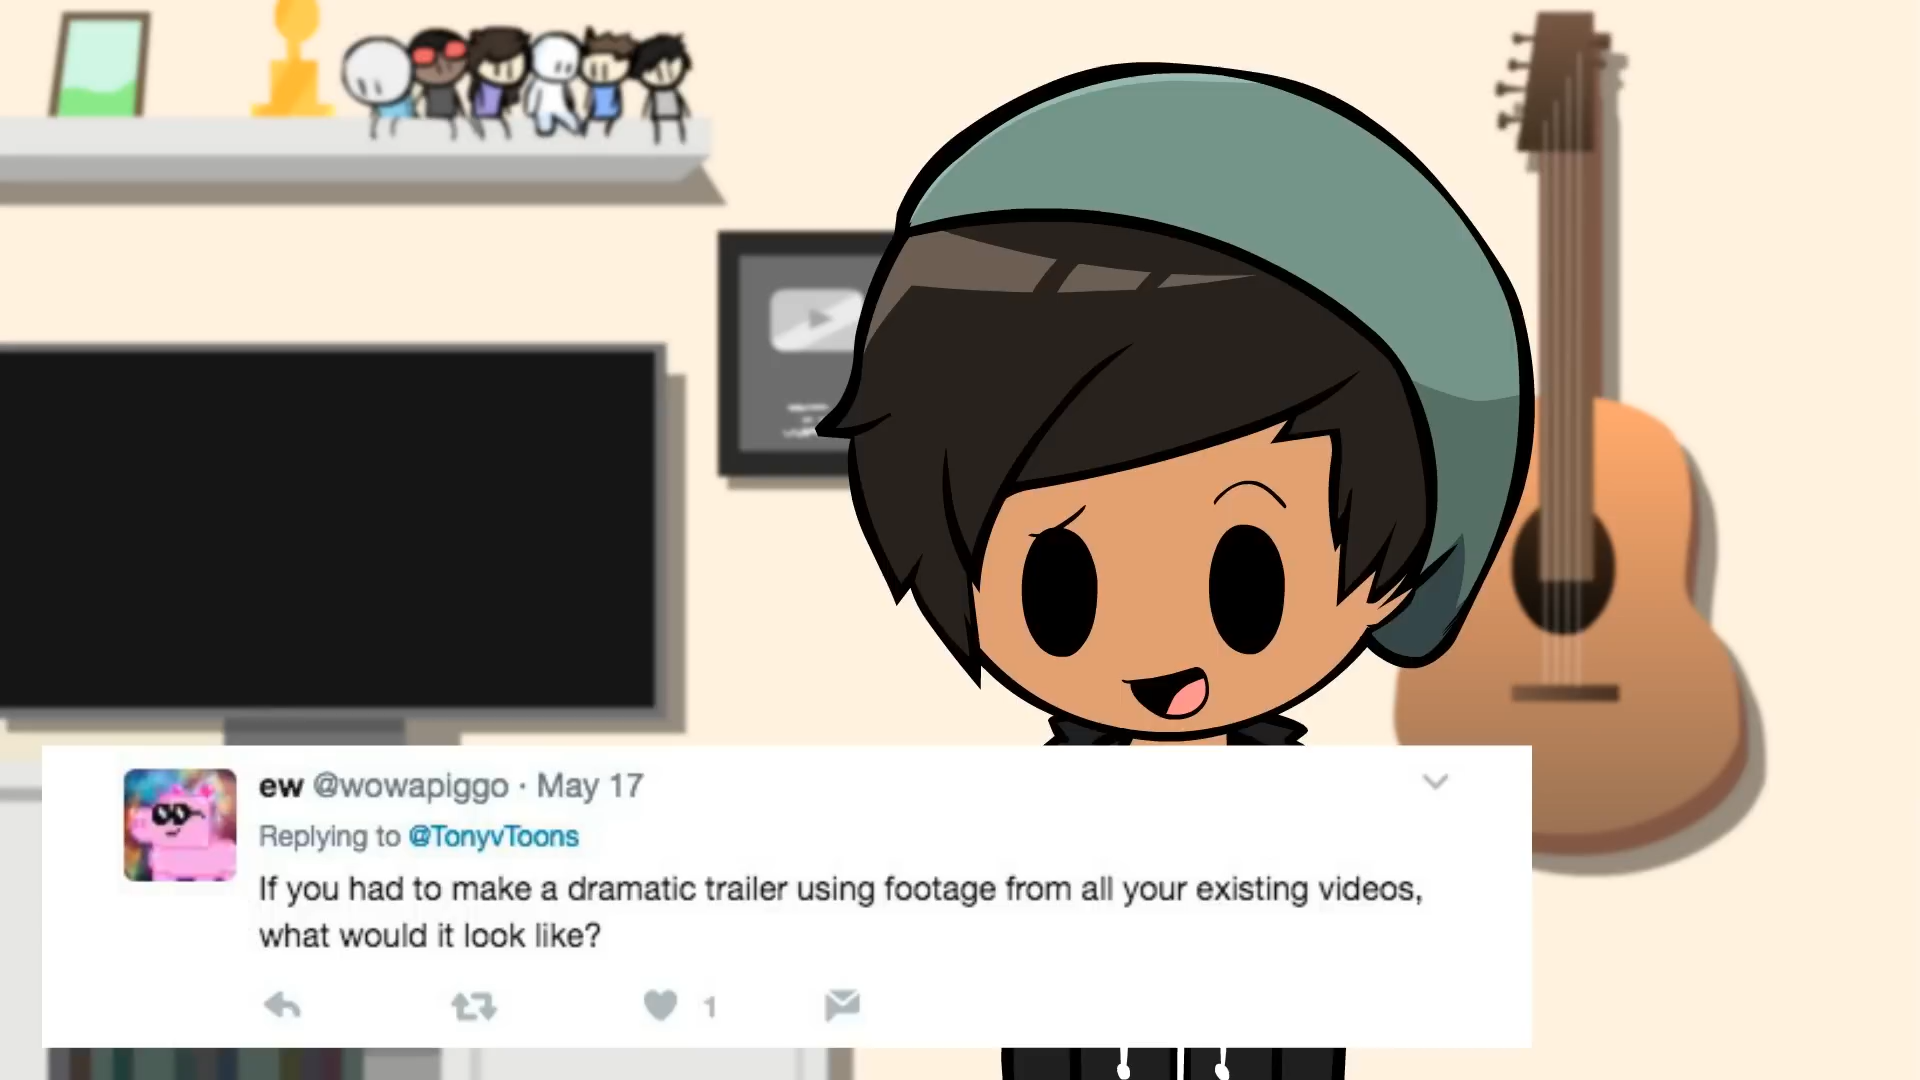 ew @wowapiggo · May 17
Replying to @TonyvToons
If you had to make a dramatic trailer using footage from all your existing videos,
what would it look like?
1